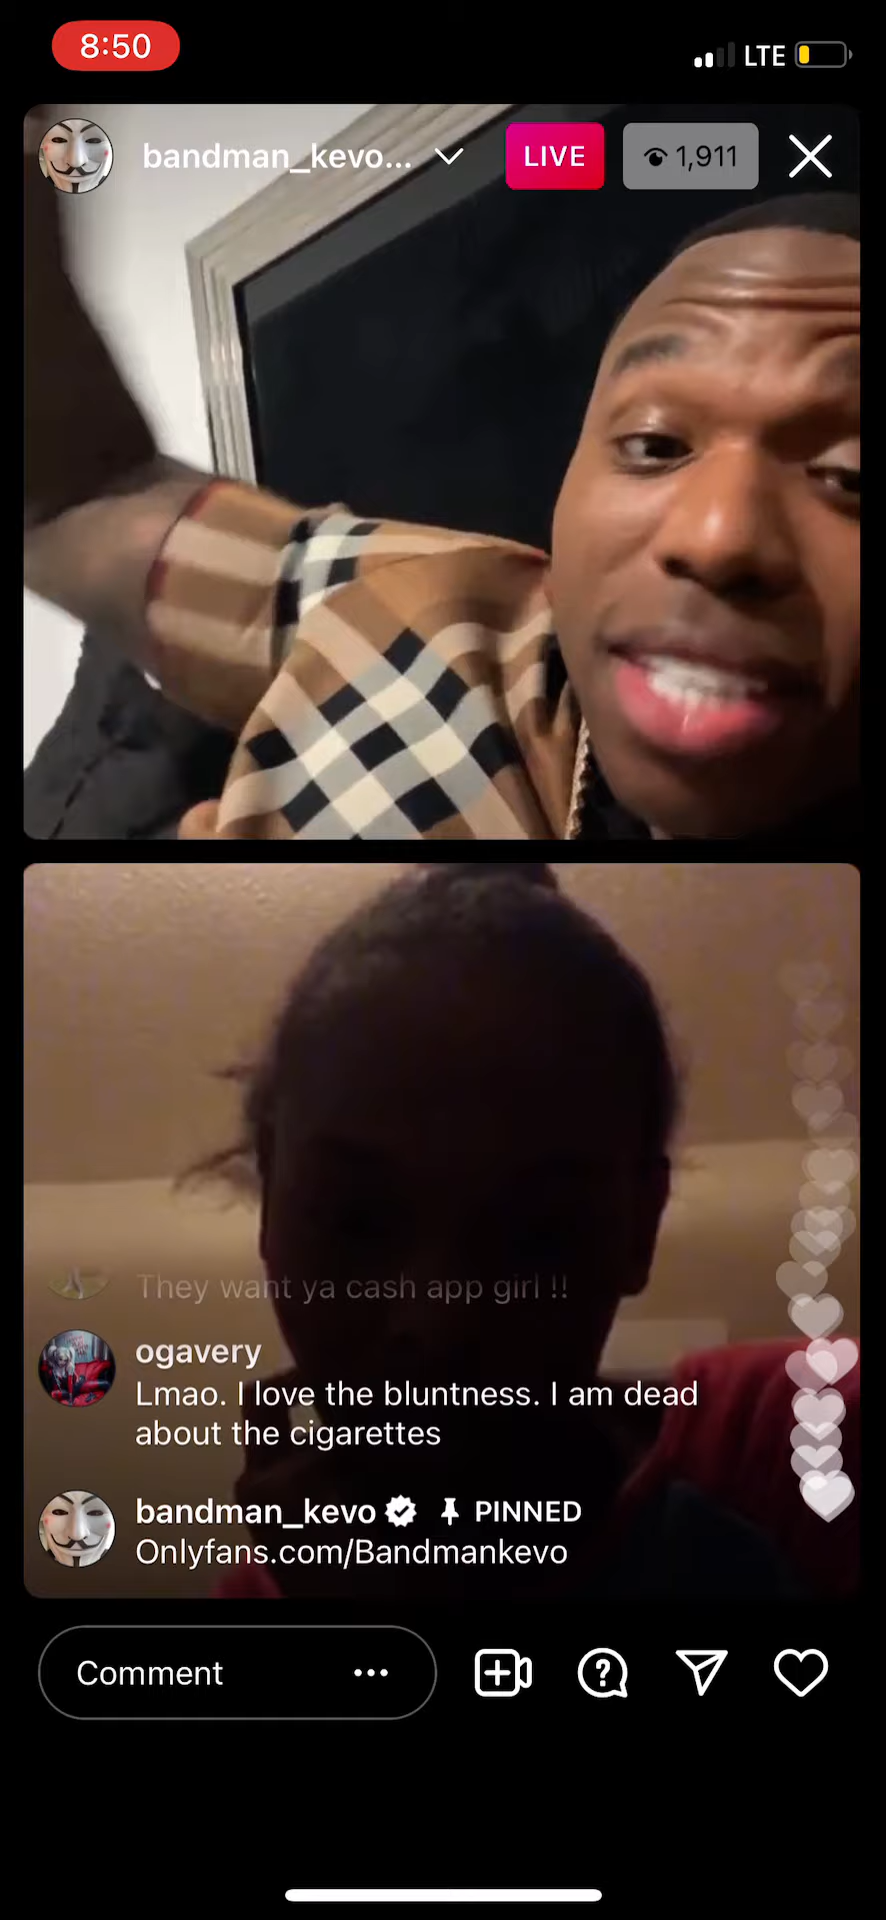 8:50
LTE
bandman_kevo...
LIVE
1,911
They want ya cash app girl !!
ogavery
Lmao. I love the bluntness. I am dead
about the cigarettes
bandman_kevo PINNED
Onlyfans.com/Bandmankevo
Comment